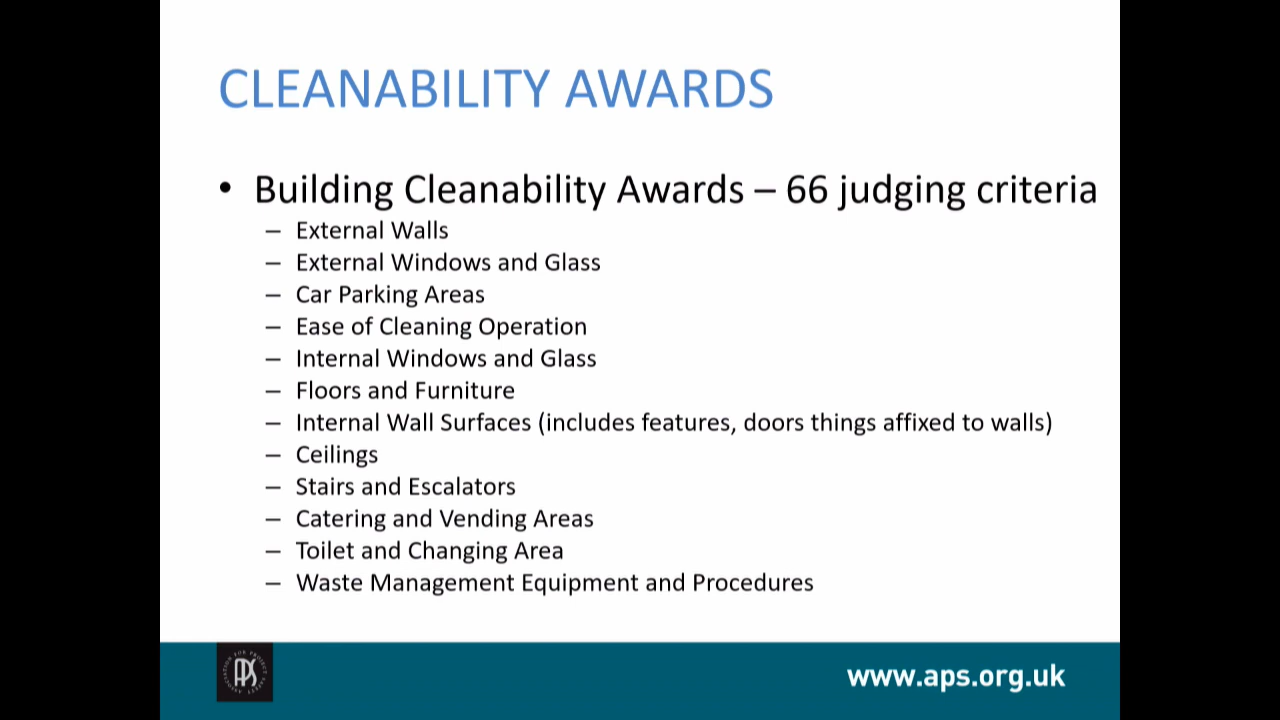 CLEANABILITY AWARDS
• Building Cleanability Awards – 66 judging criteria
– External Walls
– External Windows and Glass
– Car Parking Areas
– Ease of Cleaning Operation
– Internal Windows and Glass
– Floors and Furniture
– Internal Wall Surfaces (includes features, doors things affixed to walls)
– Ceilings
– Stairs and Escalators
– Catering and Vending Areas
– Toilet and Changing Area
– Waste Management Equipment and Procedures
APS
www.aps.org.uk